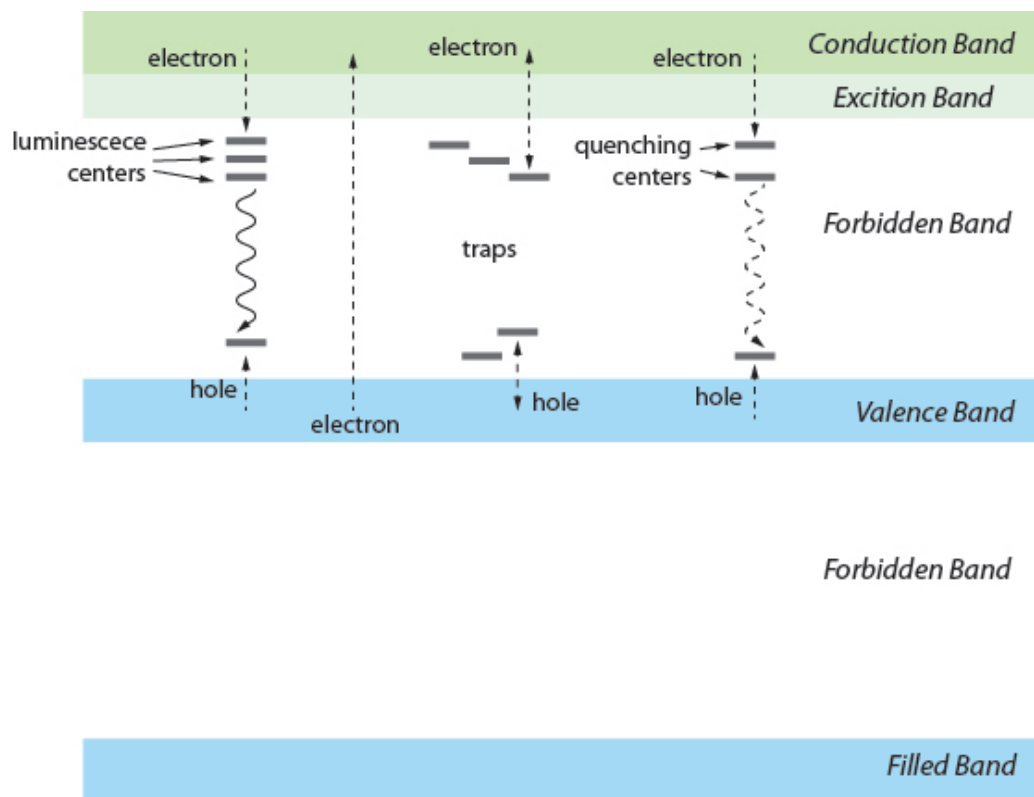 Conduction Band
electron
electron
electron
Excition Band
luminescece
centers
quenching
centers
Forbidden Band
traps
hole
electron
hole
hole
Valence Band
Forbidden Band
Filled Band